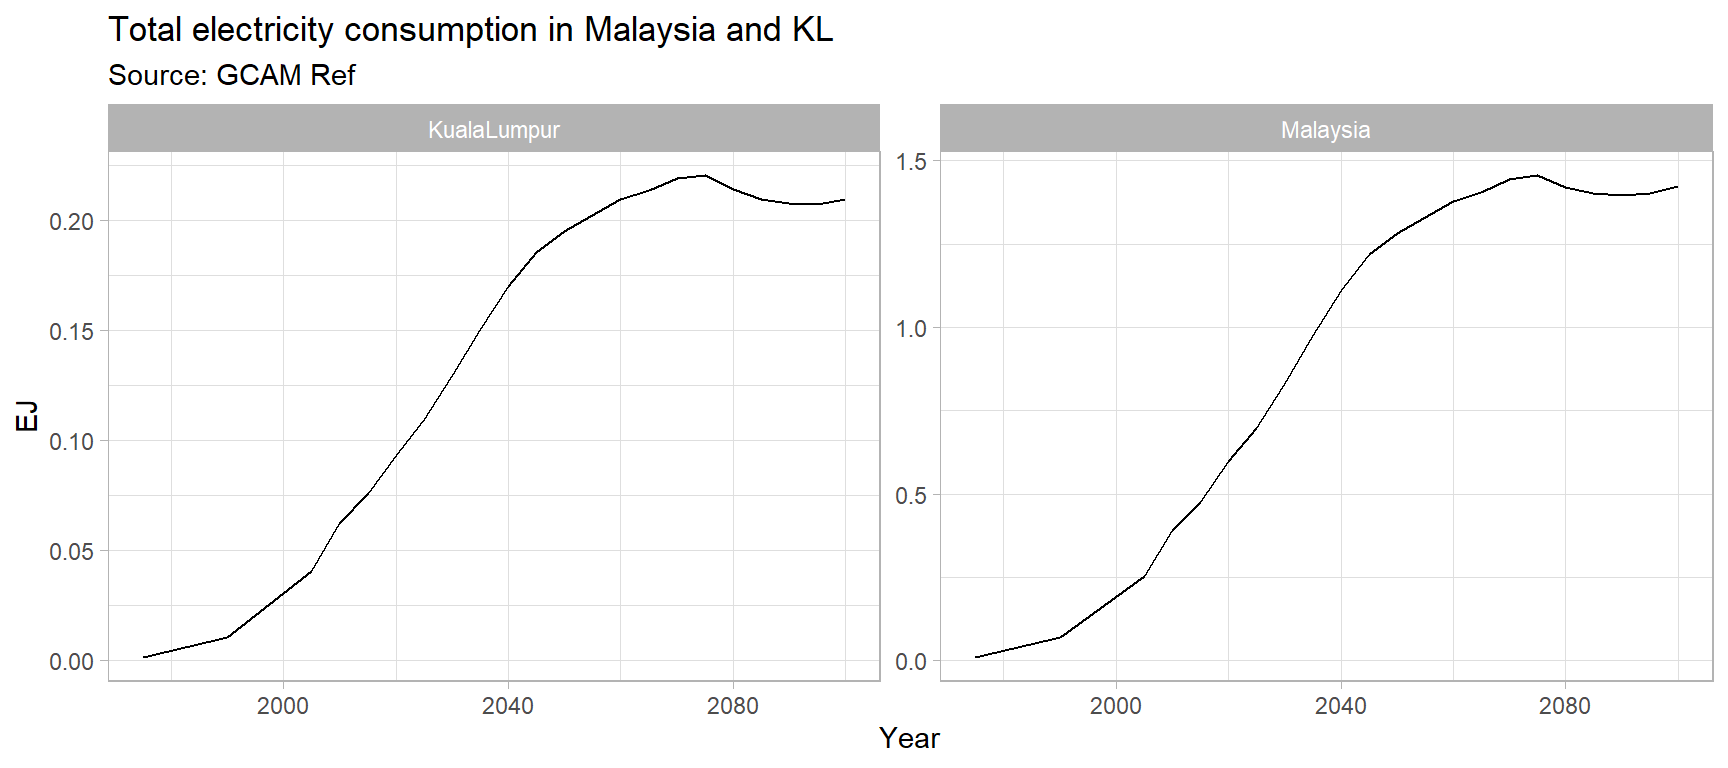 Total electricity consumption in Malaysia and KL
Source: GCAM Ref
KualaLumpur
Malaysia
EJ
0.20
0.15
0.10
0.05
0.00
1.5
1.0
0.5
0.0
2000
2040
2080
2000
2040
2080
Year